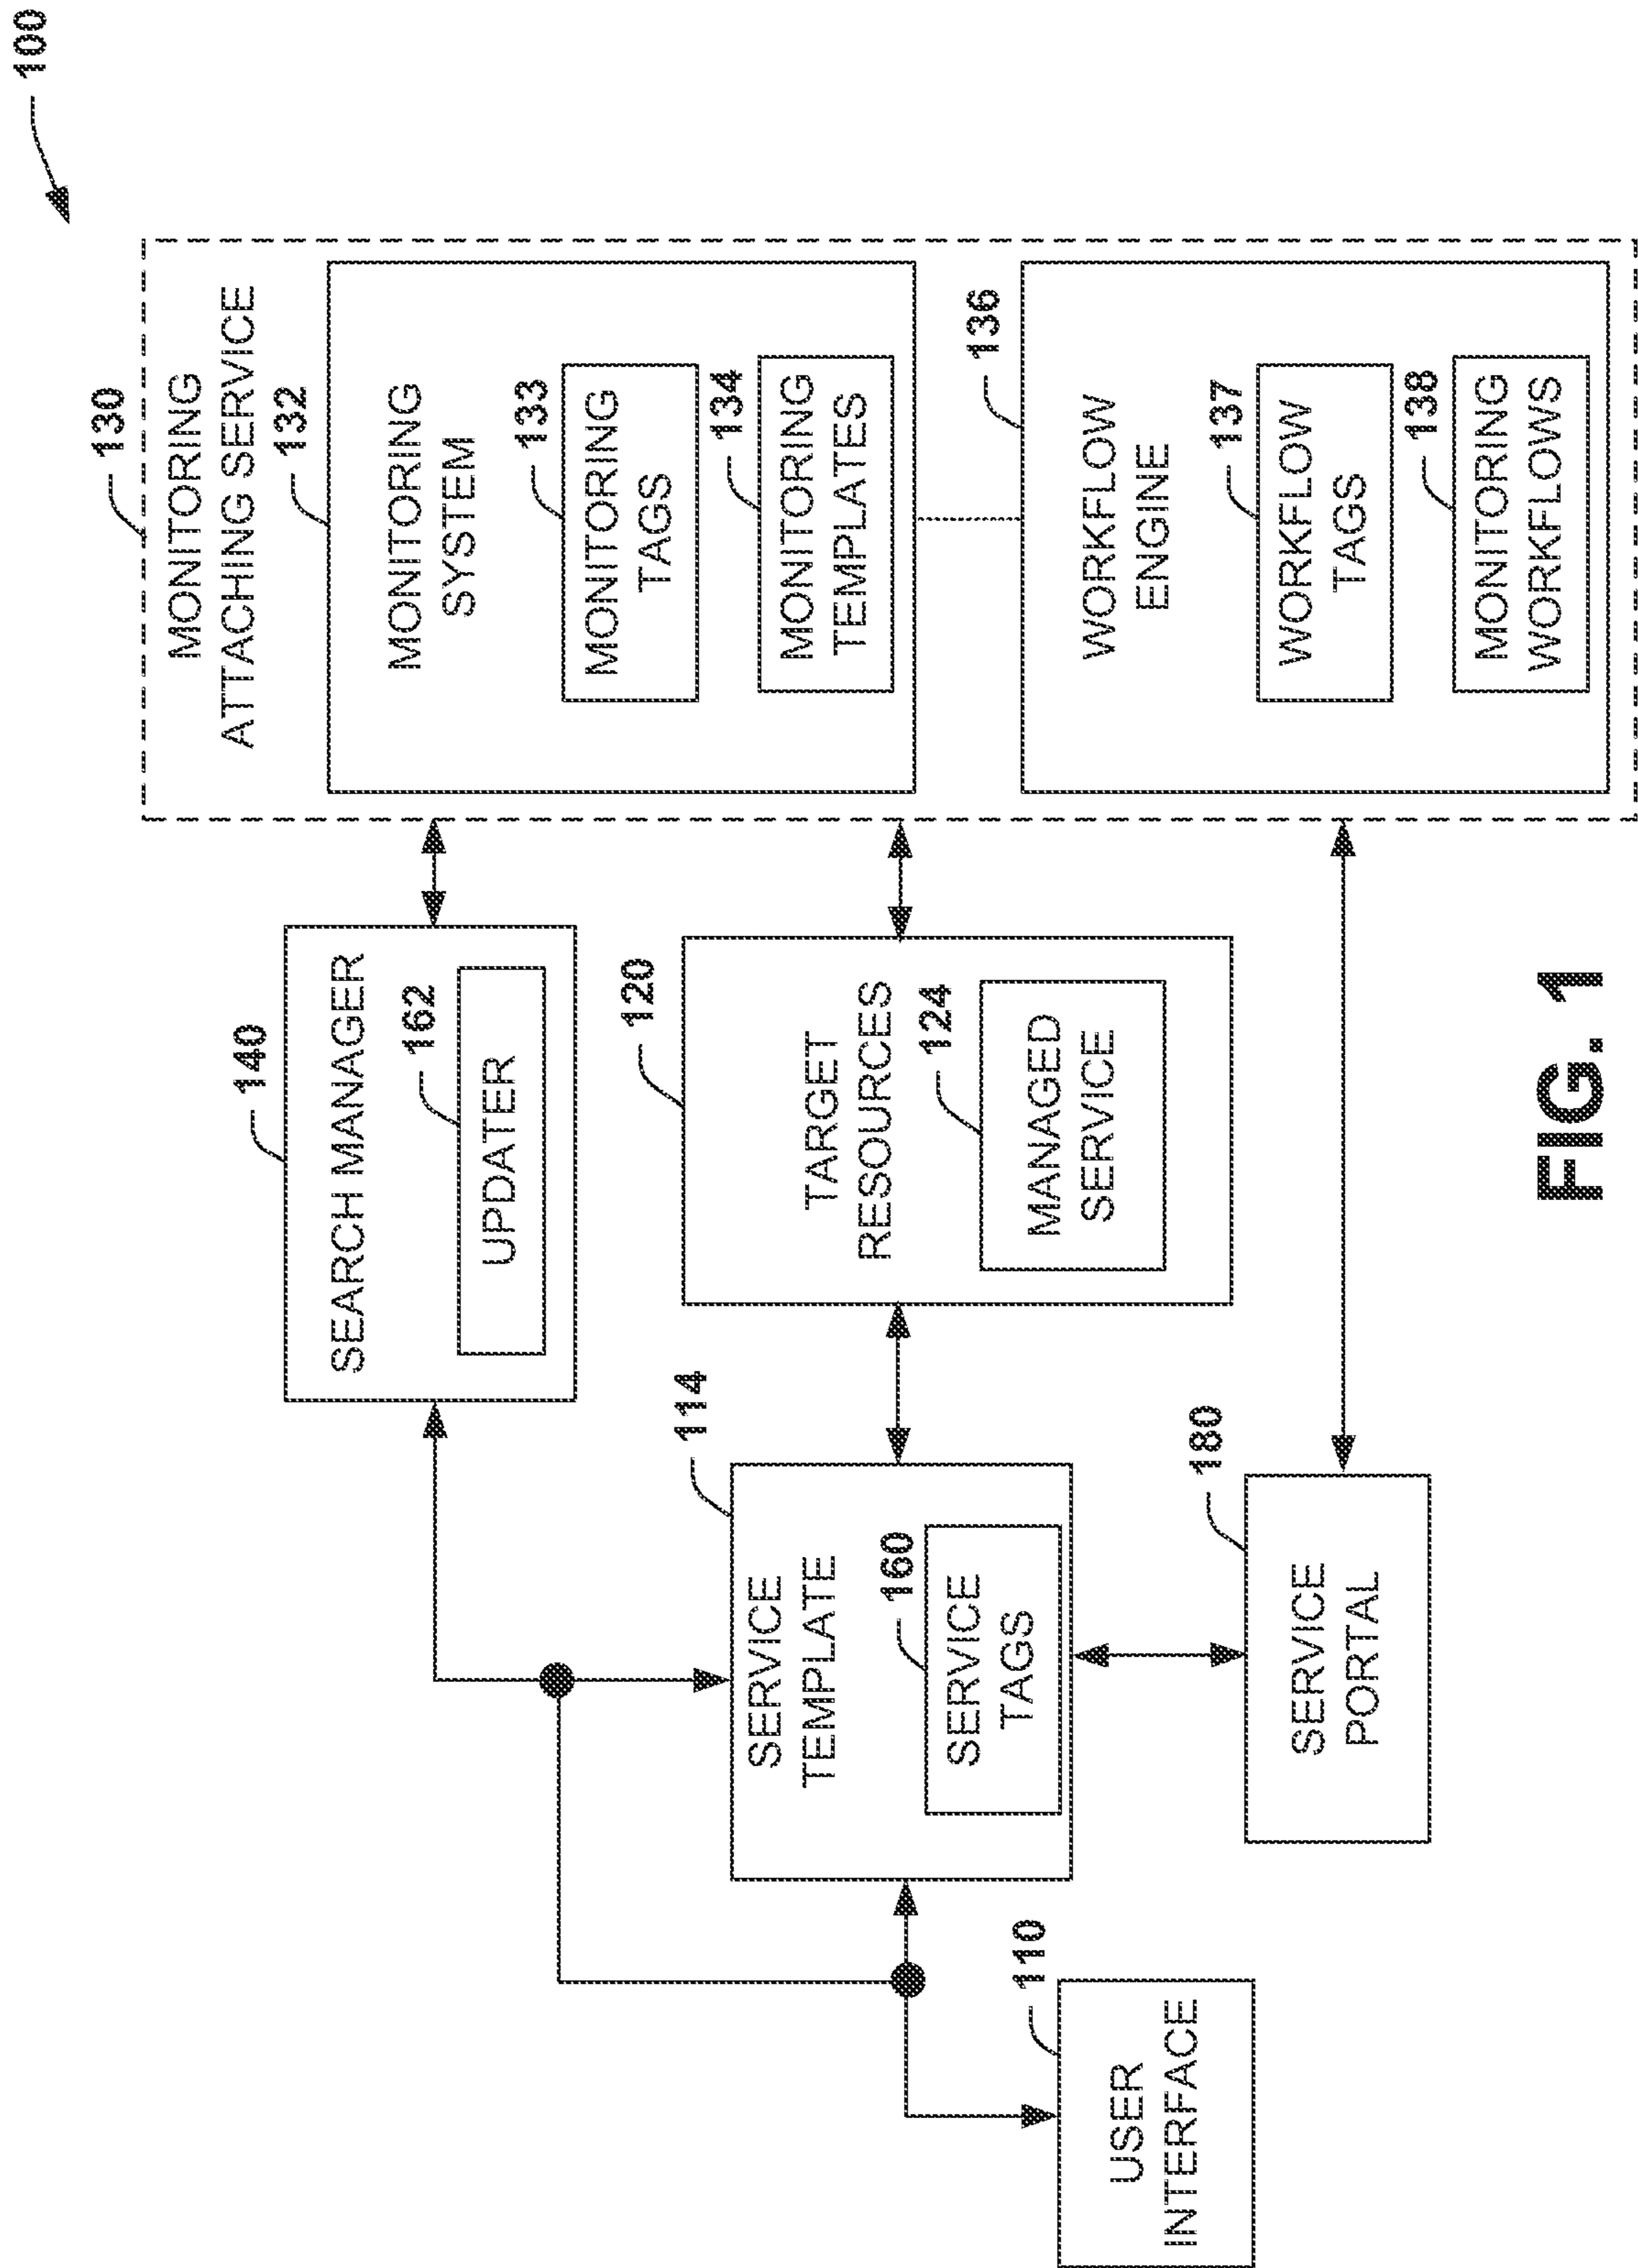 100
130
MONITORING
ATTACHING SERVICE
132
MONITORING
SYSTEM
133
MONITORING
TAGS
134
MONITORING
TEMPLATES
136
WORKFLOW
ENGINE
137
WORKFLOW
TAGS
138
MONITORING
WORKFLOWS
140
SEARCH MANAGER
162
UPDATER
120
TARGET
RESOURCES
124
MANAGED
SERVICE
114
SERVICE
TEMPLATE
160
SERVICE
TAGS
180
SERVICE
PORTAL
110
USER
INTERFACE
FIG. 1